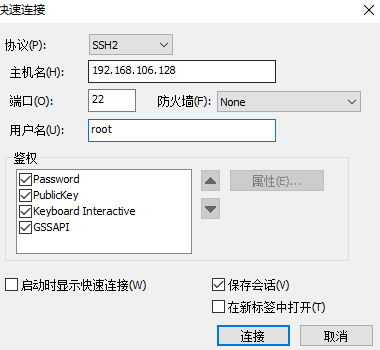 快速连接
协议(P): SSH2
主机名(H): 192.168.106.128
端口(O): 22 防火墙(F): None
用户名(U): root
鉴权
Password
PublicKey
Keyboard Interactive
GSSAPI
属性(E)...
启动时显示快速连接(W) 保存会话(V)
在新标签中打开(T)
连接 取消